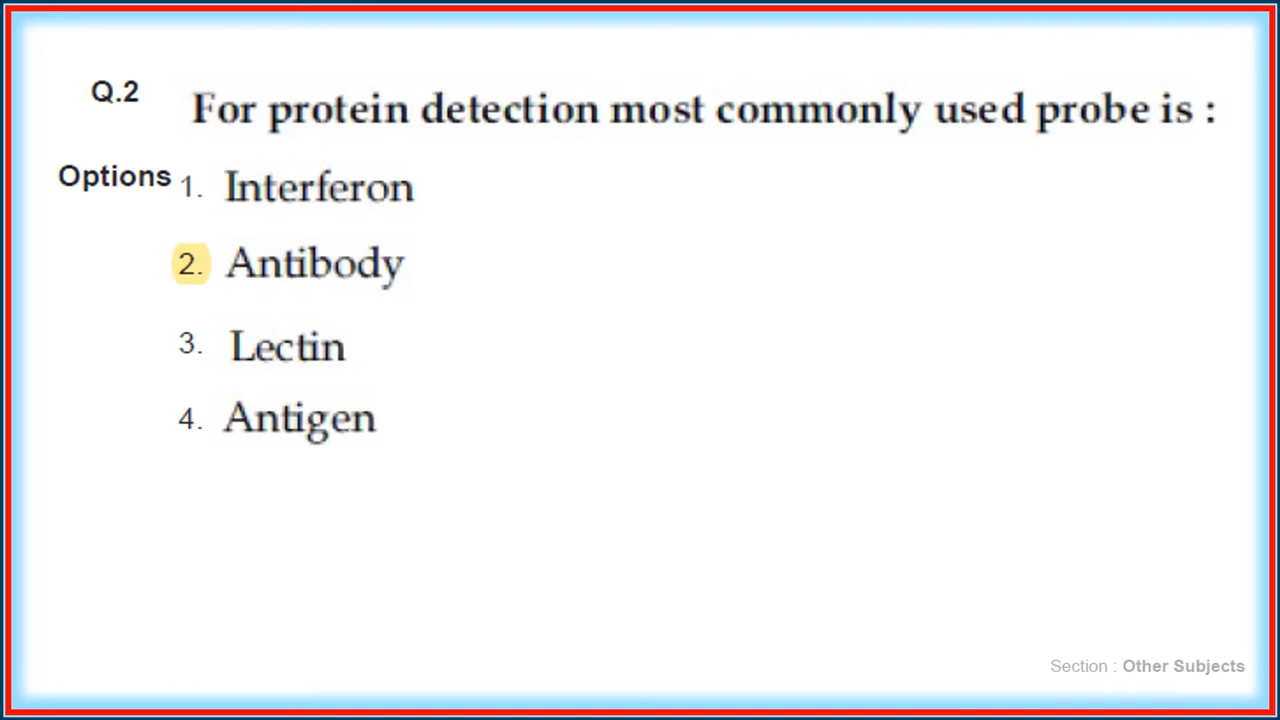 Q.2 For protein detection most commonly used probe is :
Options 1. Interferon
2. Antibody
3. Lectin
4. Antigen
Section : Other Subjects